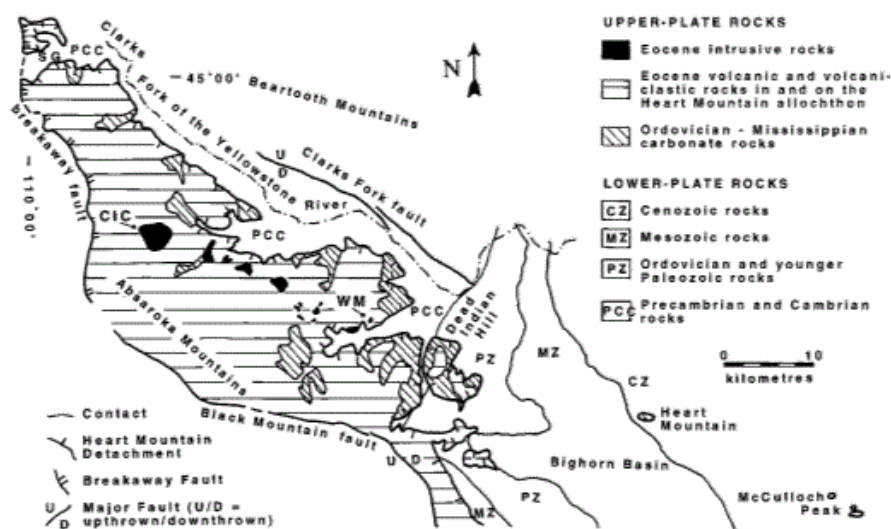 UPPER-PLATE ROCKS
Eocene intrusive rocks
Eocene volcanic and volcani-
clastic rocks in and on the
Heart Mountain allochthon
Ordovician - Mississippian
carbonate rocks
LOWER-PLATE ROCKS
CZ Cenozoic rocks
MZ Mesozoic rocks
PZ Ordovician and younger
Paleozoic rocks
PCC Precambrian and Cambrian
rocks
0 10
kilometres
N
SG
PCC
Clarks
Fork of the Yellowstone
River
45°00'
Beartooth Mountains
breakaway fault
110°00'
U
D
Clarks Fork fault
CIC
PCC
WM
PCC
Absaroka Mountains
Dead
Indian
Hill
PZ
MZ
CZ
Heart
Mountain
Black Mountain fault
U D
Bighorn Basin
PZ
MZ
McCulloch
Peak
Contact
Heart Mountain
Detachment
Breakaway Fault
U
D
Major Fault (U/D =
upthrown/downthrown)